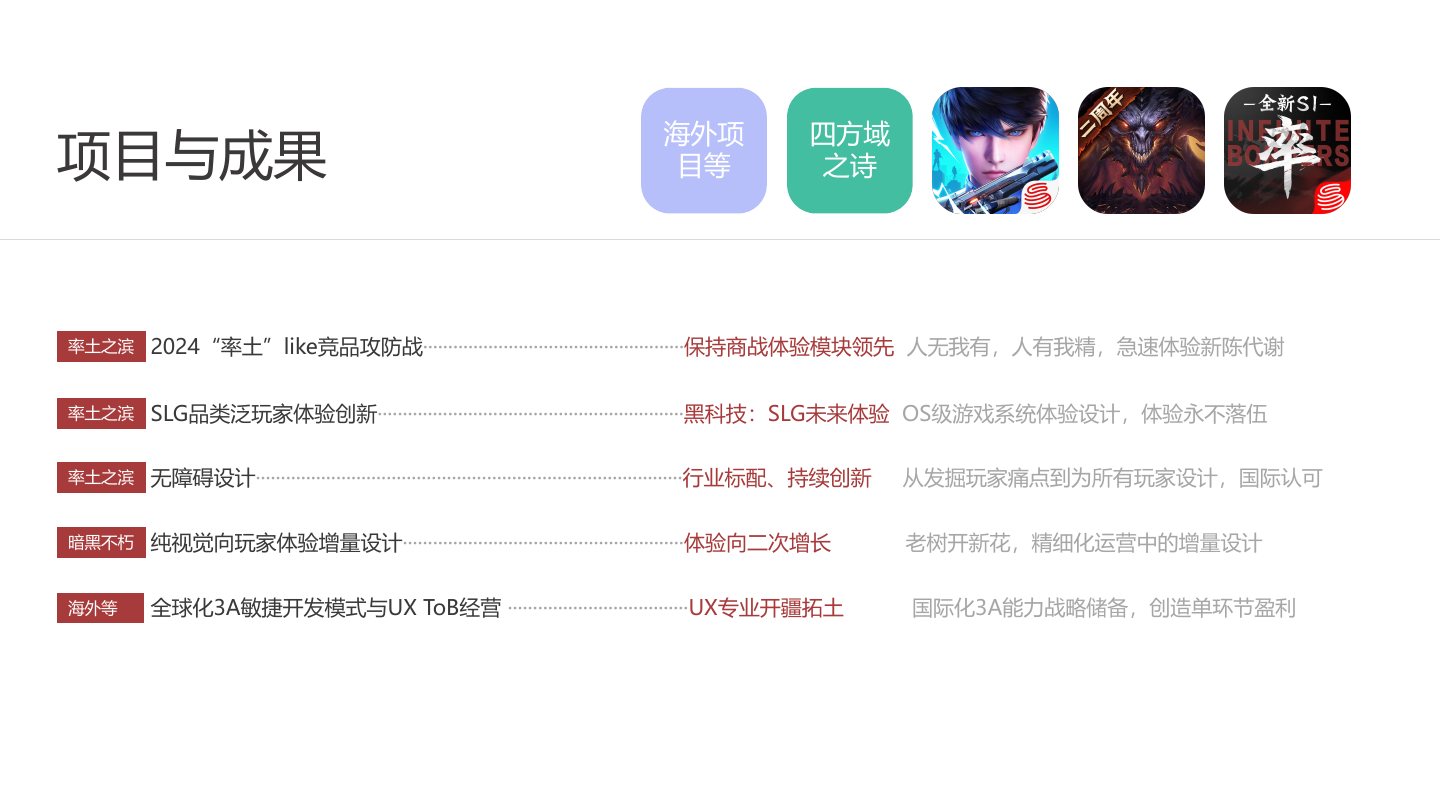 项目与成果
海外项
目等
四方域
之诗
二周年
全新S1
INFINITE
BORDERS
率
率土之滨 2024“率土”like竞品攻防战 保持商战体验模块领先 人无我有，人有我精，急速体验新陈代谢
率土之滨 SLG品类泛玩家体验创新 黑科技：SLG未来体验 OS级游戏系统体验设计，体验永不落伍
率土之滨 无障碍设计 行业标配、持续创新 从发掘玩家痛点到为所有玩家设计，国际认可
暗黑不朽 纯视觉向玩家体验增量设计 体验向二次增长 老树开新花，精细化运营中的增量设计
海外等 全球化3A敏捷开发模式与UX ToB经营 UX专业开疆拓土 国际化3A能力战略储备，创造单环节盈利